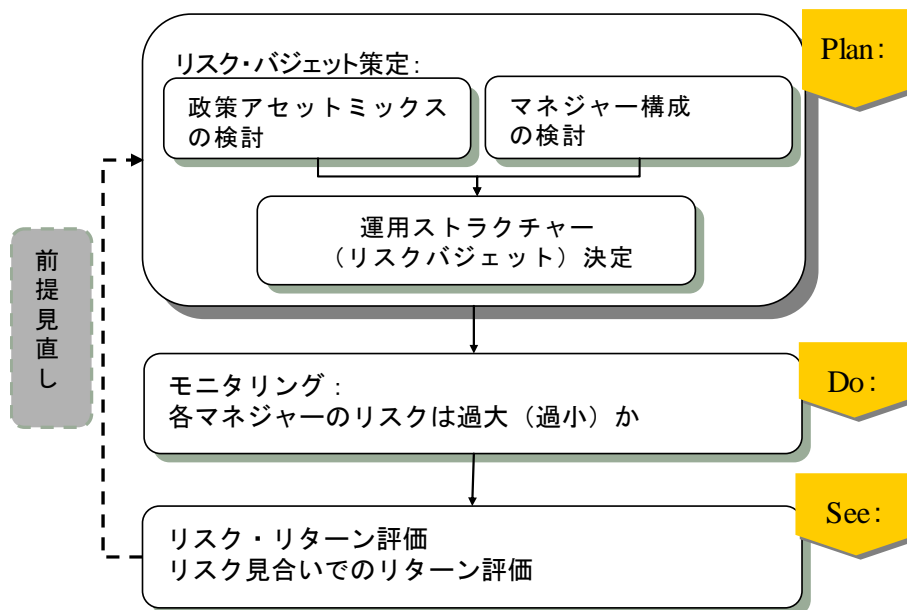 Plan:
リスク・バジェット策定:
政策アセットミックス
の検討
マネジャー構成
の検討
運用ストラクチャー
(リスクバジェット)決定
前提見直し
モニタリング:
各マネジャーのリスクは過大(過小)か
Do:
リスク・リターン評価
リスク見合いでのリターン評価
See: